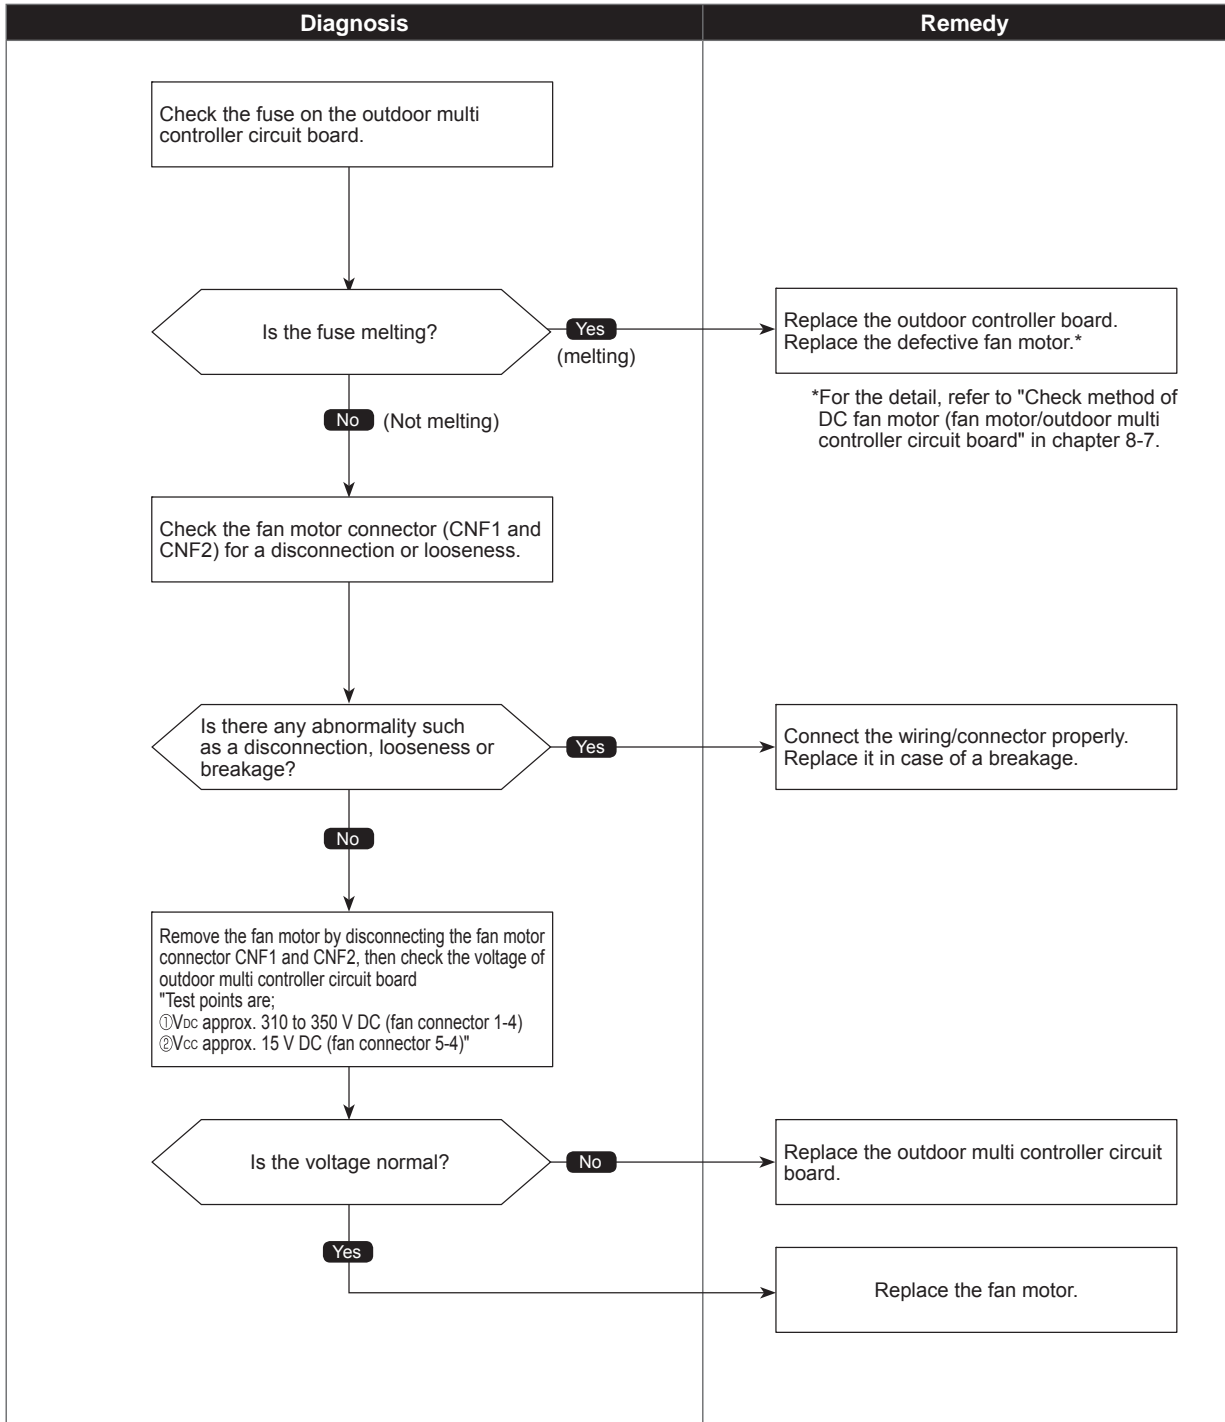 Diagnosis
Remedy
Check the fuse on the outdoor multi
controller circuit board.
Is the fuse melting?
Yes
(melting)
Replace the outdoor controller board.
Replace the defective fan motor.*
*For the detail, refer to "Check method of
DC fan motor (fan motor/outdoor multi
controller circuit board" in chapter 8-7.
No (Not melting)
Check the fan motor connector (CNF1 and
CNF2) for a disconnection or looseness.
Is there any abnormality such
as a disconnection, looseness or
breakage?
Yes
Connect the wiring/connector properly.
Replace it in case of a breakage.
No
Remove the fan motor by disconnecting the fan motor
connector CNF1 and CNF2, then check the voltage of
outdoor multi controller circuit board
"Test points are;
①VDC approx. 310 to 350 V DC (fan connector 1-4)
②VCC approx. 15 V DC (fan connector 5-4)"
Is the voltage normal?
No
Replace the outdoor multi controller circuit
board.
Yes
Replace the fan motor.